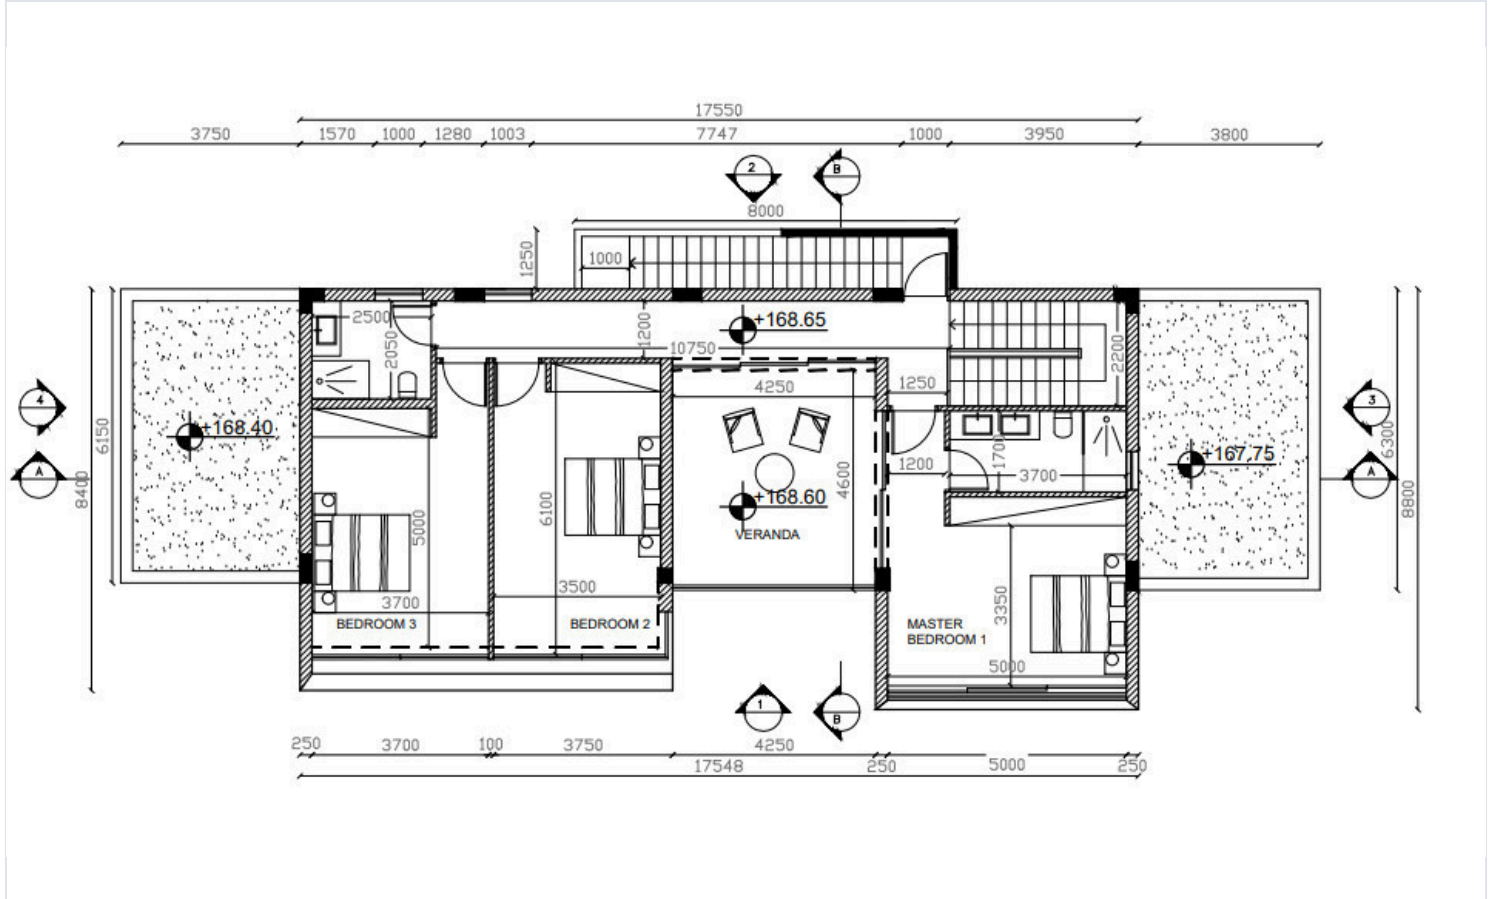 17550
3750 1570 1000 1280 1003 7747 1000 3950 3800
2 B
8000
1250 1000
2500 1200 +168.65
2050 10750 2200
4250 1250
4 3
+168.40 6150 6300
1700 +167.75
A 1200 3700 A
8400 4600 8800
6100 +168.60
5000 VERANDA
3500
3700 3350
BEDROOM 3 BEDROOM 2 MASTER
BEDROOM 1
5000
1 B
250 3700 100 3750 4250 250 5000 250
17548